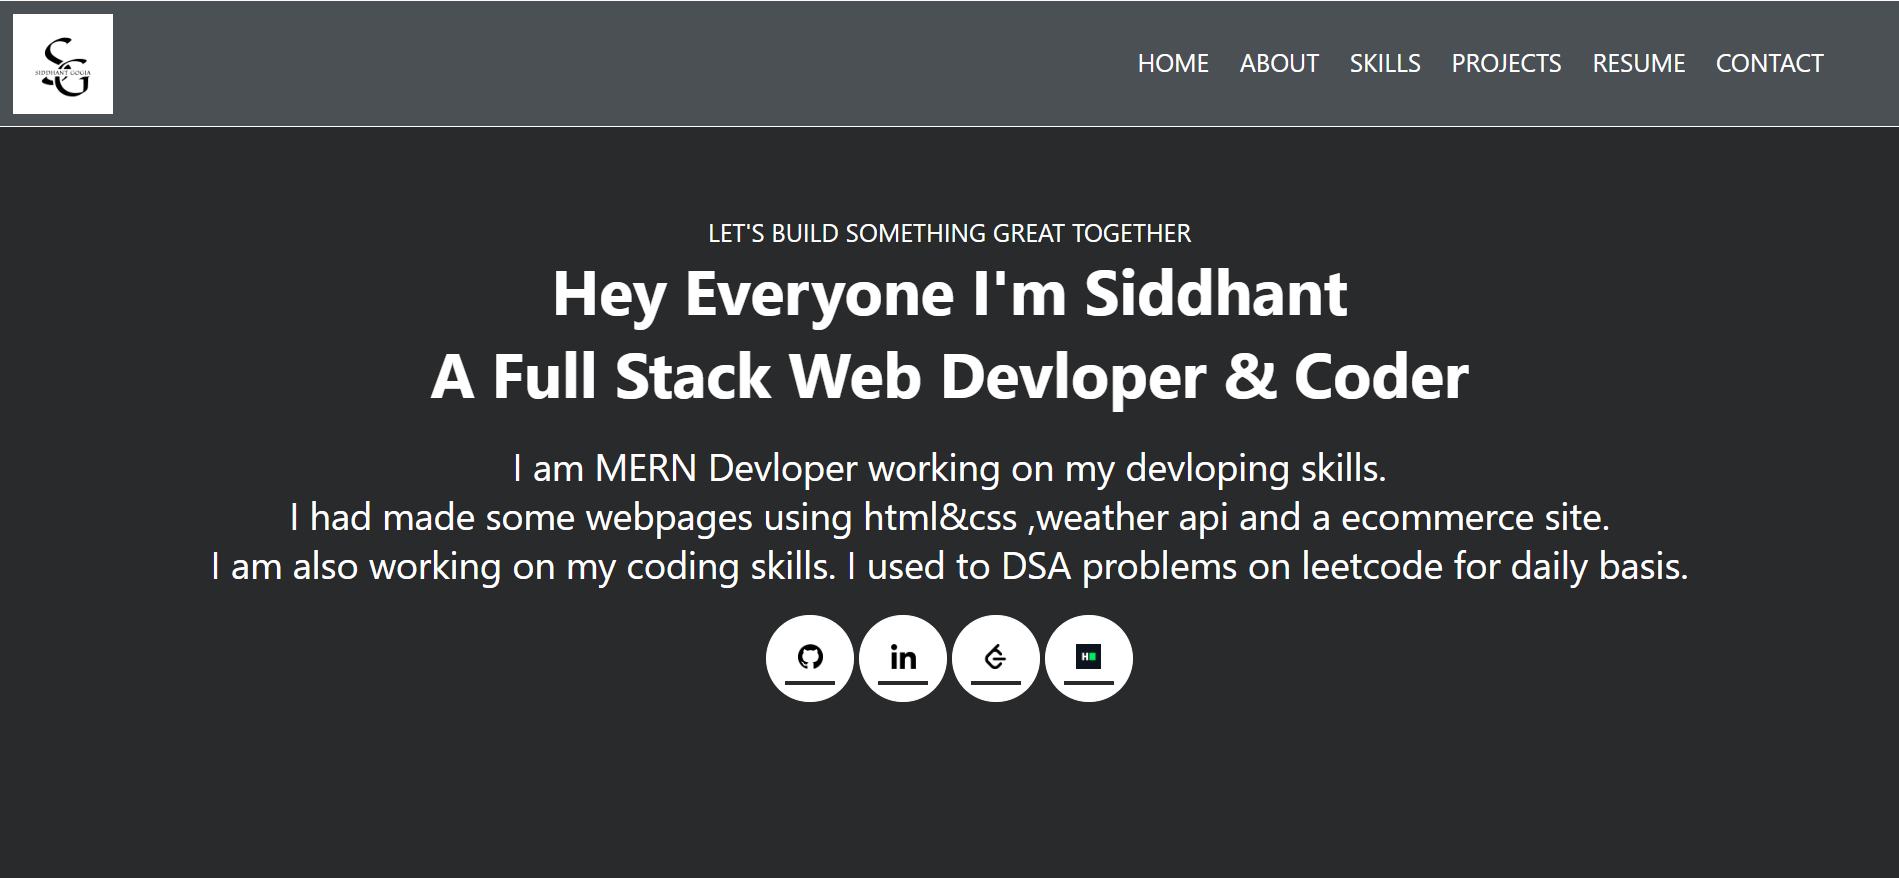 SG
SIDDHANT GOGIA
HOME ABOUT SKILLS PROJECTS RESUME CONTACT
LET'S BUILD SOMETHING GREAT TOGETHER
Hey Everyone I'm Siddhant
A Full Stack Web Devloper & Coder
I am MERN Devloper working on my devloping skills.
I had made some webpages using html&css ,weather api and a ecommerce site.
I am also working on my coding skills. I used to DSA problems on leetcode for daily basis.
in H